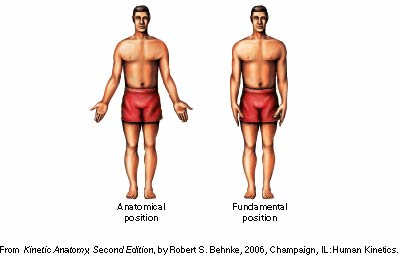 Anatomical
position
Fundamental
position
From Kinetic Anatomy, Second Edition, by Robert S. Behnke, 2006, Champaign, IL: Human Kinetics.